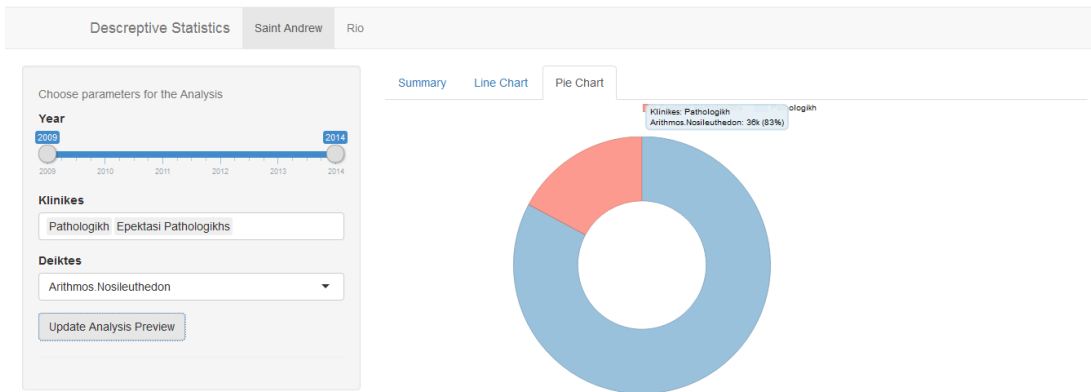 Descreptive Statistics Saint Andrew Rio
Choose parameters for the Analysis
Year
2009 2014
2009 2010 2011 2012 2013 2014
Klinikes
Pathologikh Epektasi Pathologikhs
Deiktes
Arithmos.Nosileuthedon
Update Analysis Preview
Summary Line Chart Pie Chart
Klinikes: Pathologikh
Arithmos.Nosileuthedon: 36k (83%)